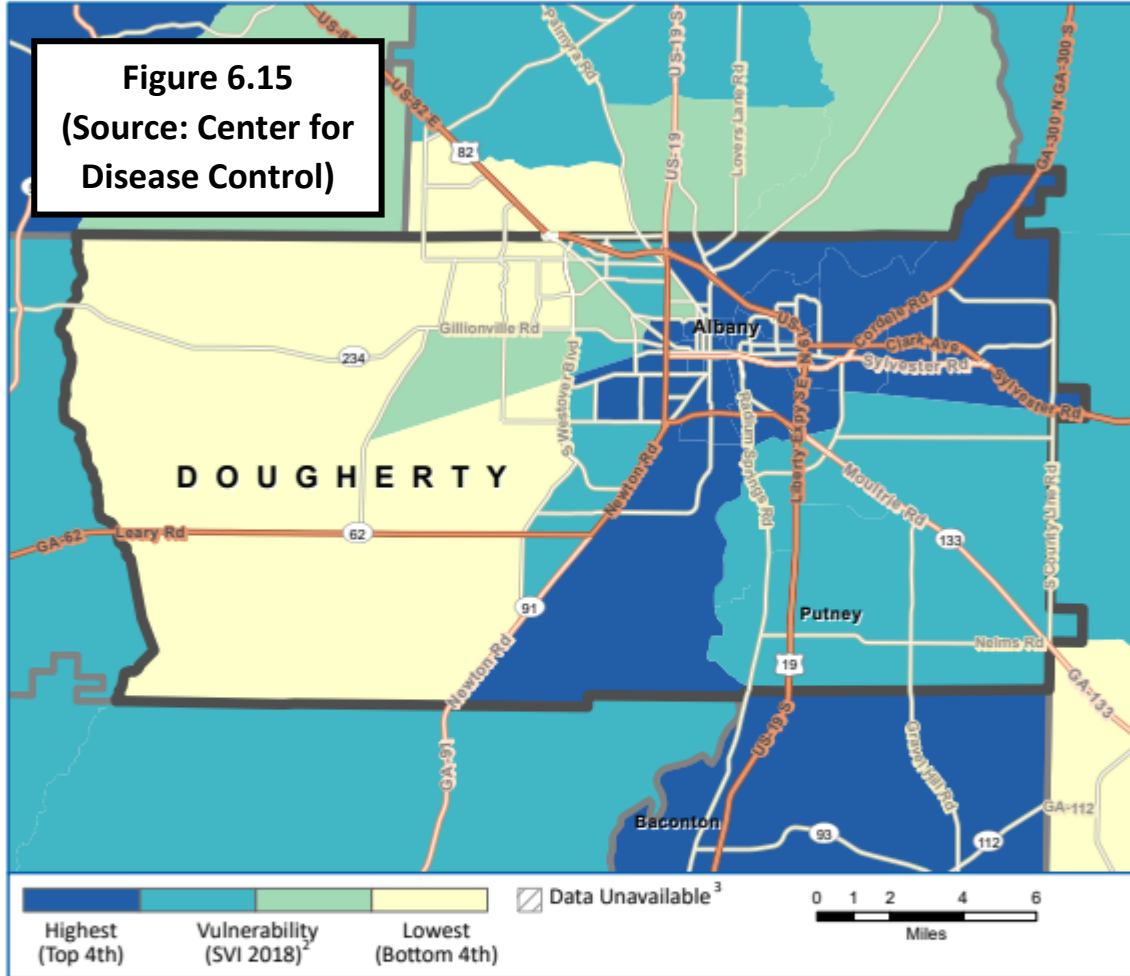 Figure 6.15
(Source: Center for
Disease Control)
US-82 E
82
Palmyra Rd
US-19 S
US-19
Lovers Lane Rd
GA-300 N GA-300 S
Gillionville Rd
234
S Westover Blvd
Albany
Cordele Rd
Clark Ave
Sylvester Rd
Sylvester Rd
Liberty Expy SE
Radium Springs Rd
DOUGHERTY
Newton Rd
Moultrie Rd
133
S County Line Rd
GA-62
Leary Rd
62
91
Newton Rd
Putney
Nelms Rd
19
GA-133
GA-91
US-19 S
Gravel Hill Rd
Baconton
93
112
GA-112
Highest
(Top 4th)
Vulnerability
(SVI 2018)2
Lowest
(Bottom 4th)
Data Unavailable3
0 1 2 4 6
Miles